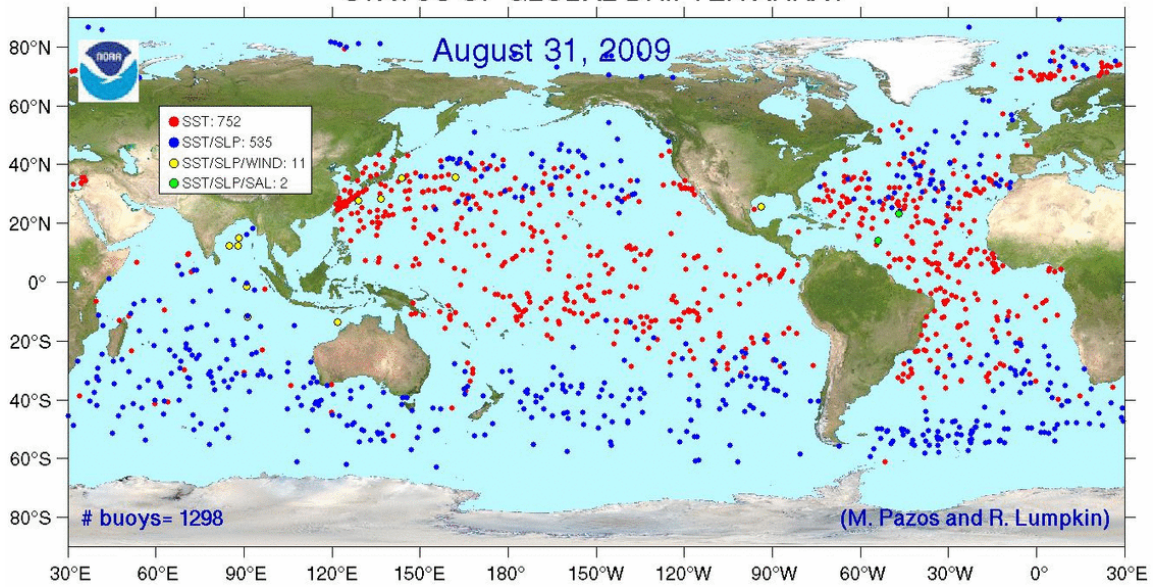 August 31, 2009
NOAA
SST: 752
SST/SLP: 535
SST/SLP/WIND: 11
SST/SLP/SAL: 2
80°N
60°N
40°N
20°N
0°
20°S
40°S
60°S
80°S
# buoys= 1298
(M. Pazos and R. Lumpkin)
30°E 60°E 90°E 120°E 150°E 180°W 150°W 120°W 90°W 60°W 30°W 0° 30°E